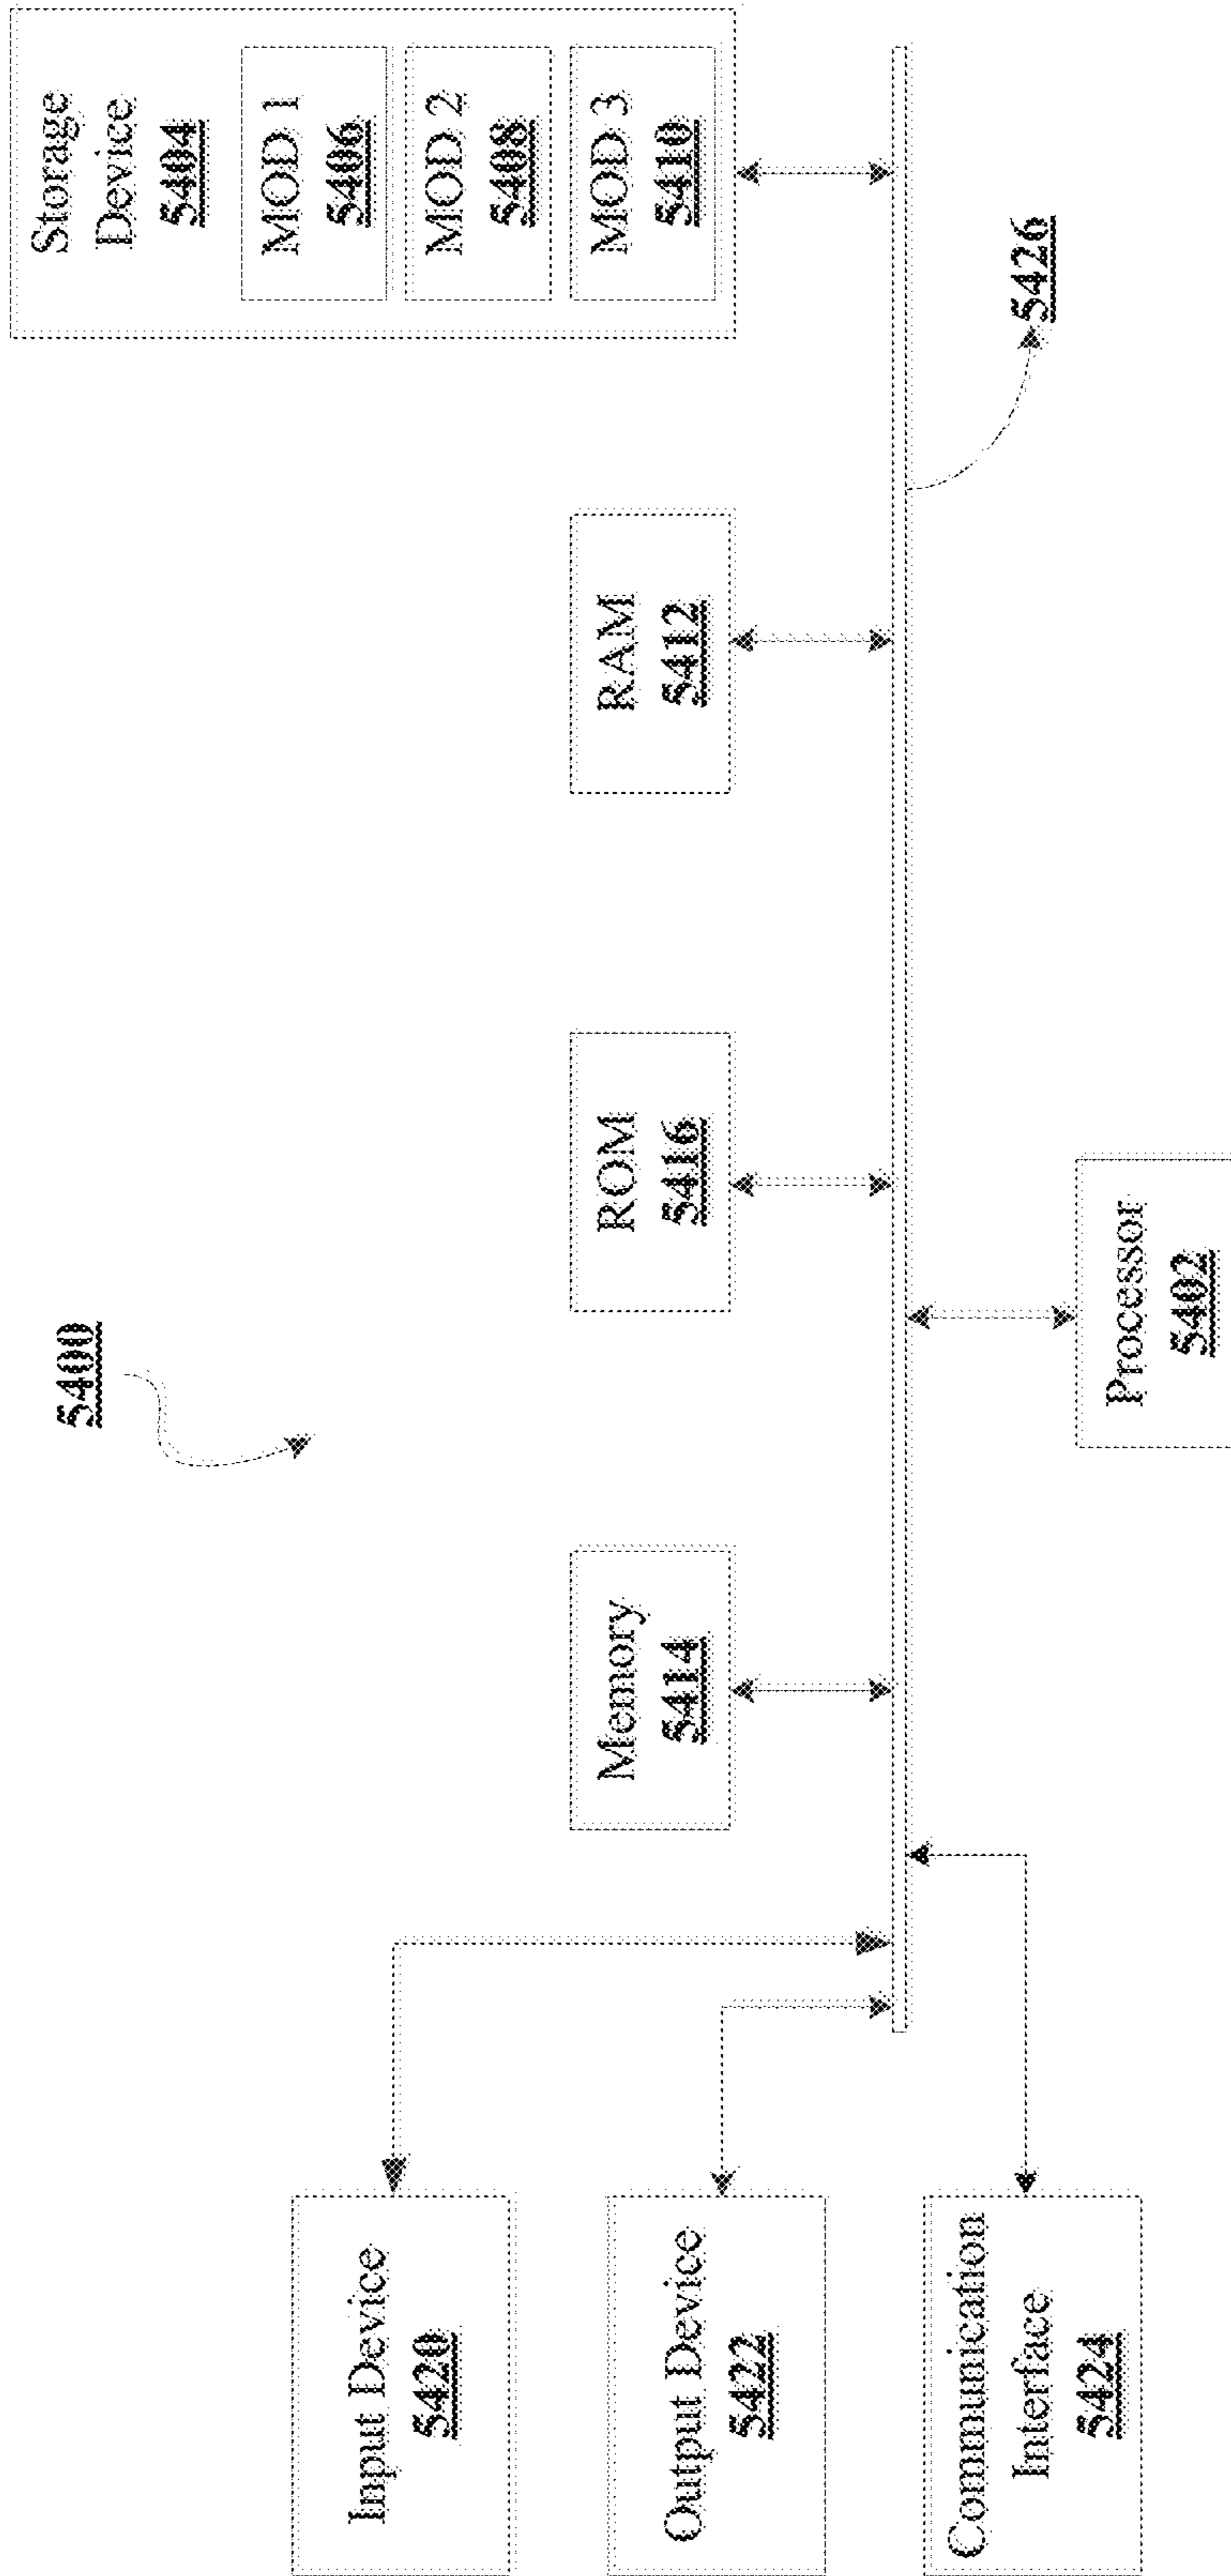 5400
Input Device
5420
Output Device
5422
Communication
Interface
5424
Memory
5414
ROM
5416
RAM
5412
Storage
Device
5404
MOD 1
5406
MOD 2
5408
MOD 3
5410
5426
Processor
5402